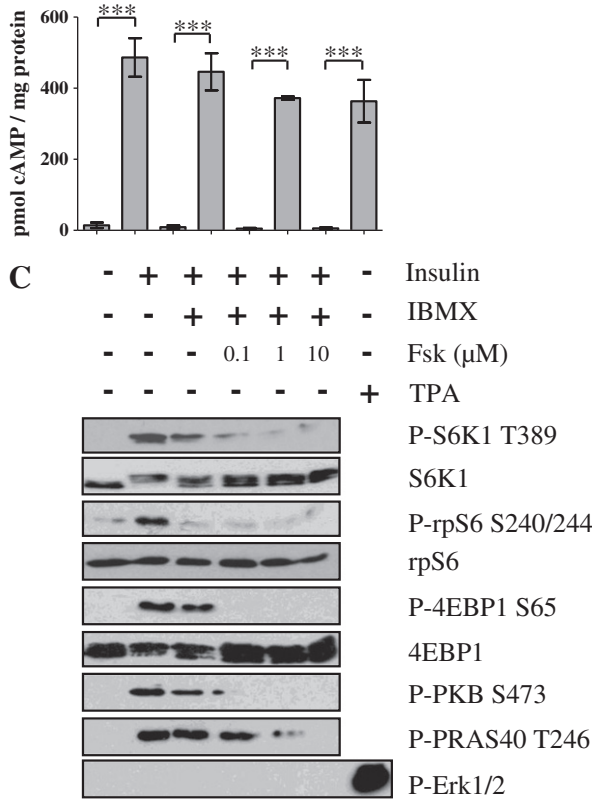 pmol cAMP / mg protein
600
400
200
0
*** *** *** ***
C
- + + + + + - Insulin
- - + + + + - IBMX
- - - 0.1 1 10 - Fsk (μM)
- - - - - - + TPA
P-S6K1 T389
S6K1
P-rpS6 S240/244
rpS6
P-4EBP1 S65
4EBP1
P-PKB S473
P-PRAS40 T246
P-Erk1/2